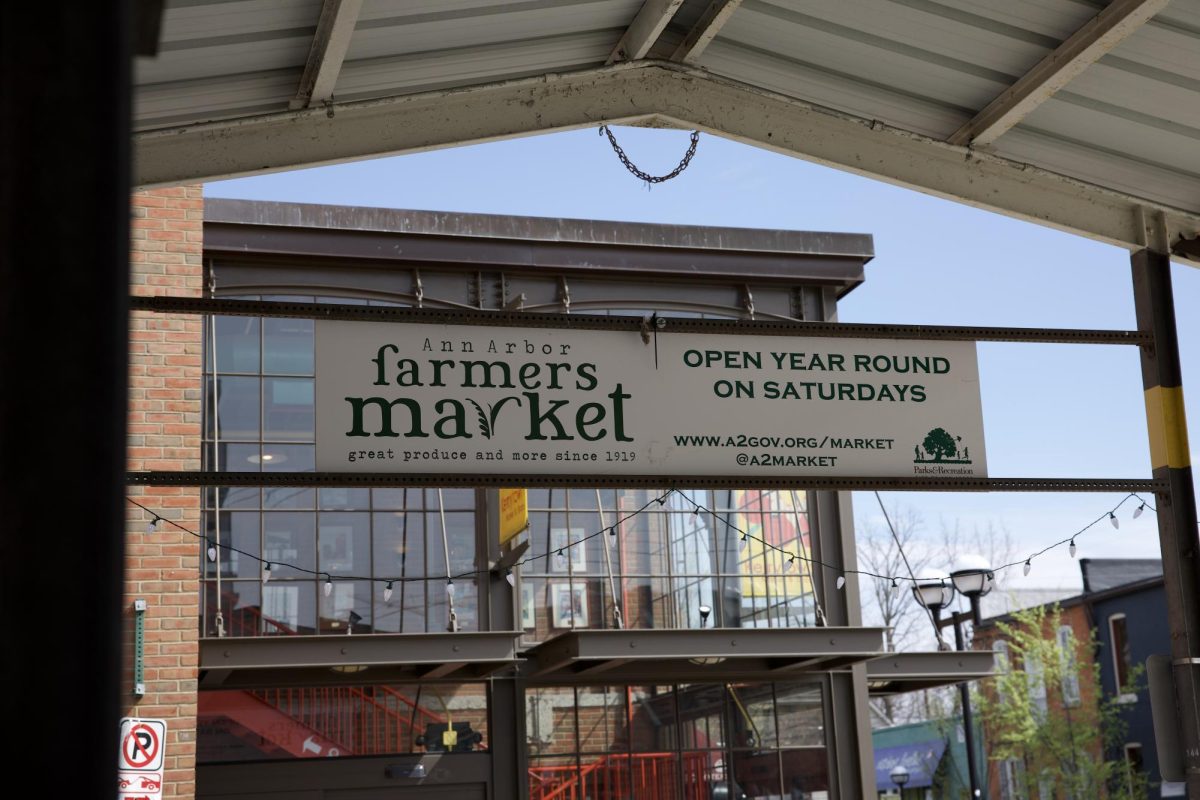 Ann Arbor
farmers
market
great produce and more since 1919
OPEN YEAR ROUND
ON SATURDAYS
WWW.A2GOV.ORG/MARKET
@A2MARKET
Parks&Recreation
P